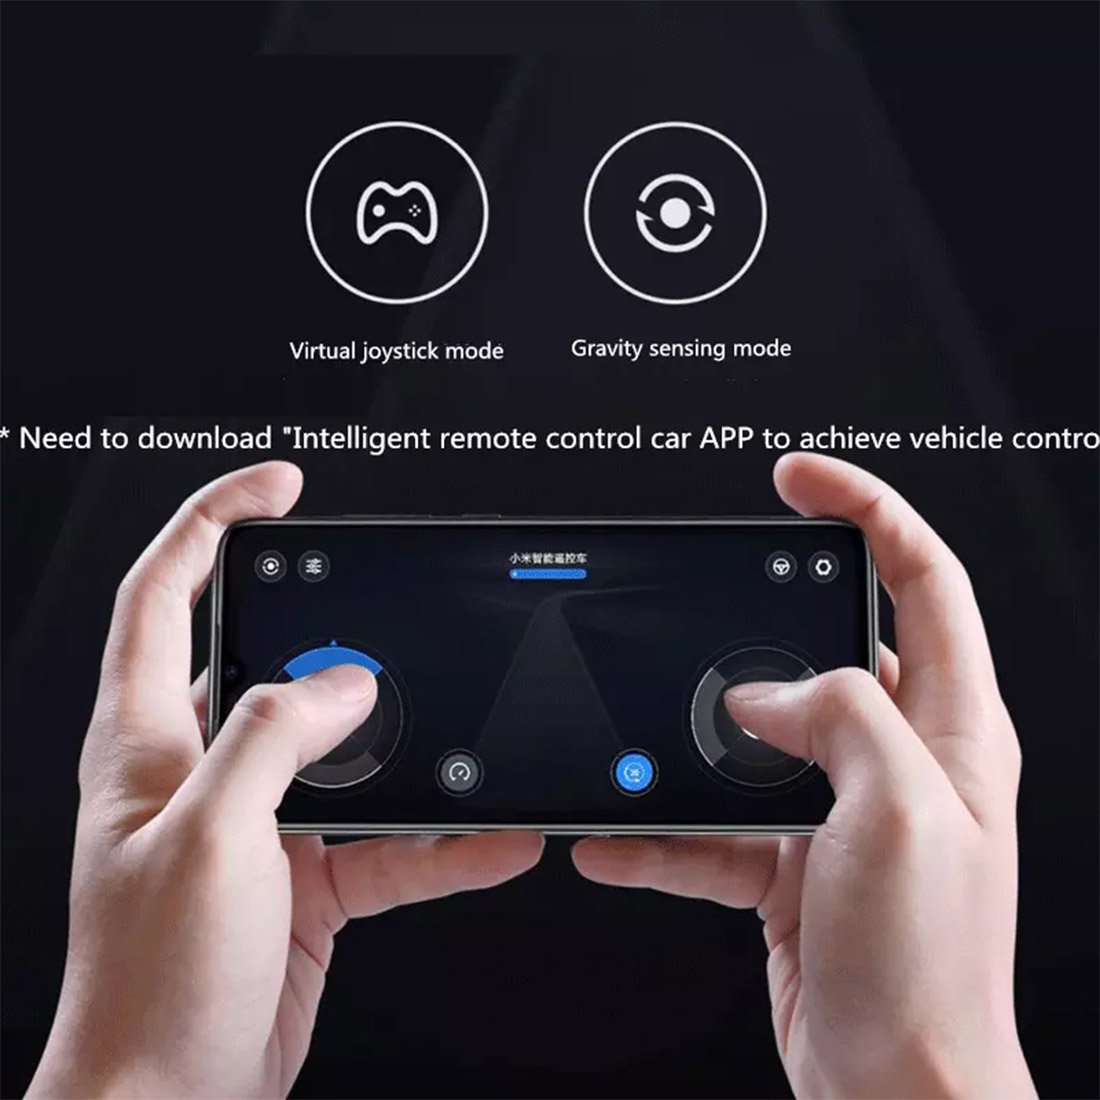 Virtual joystick mode
Gravity sensing mode
* Need to download "Intelligent remote control car APP to achieve vehicle contro
小米智能遥控车